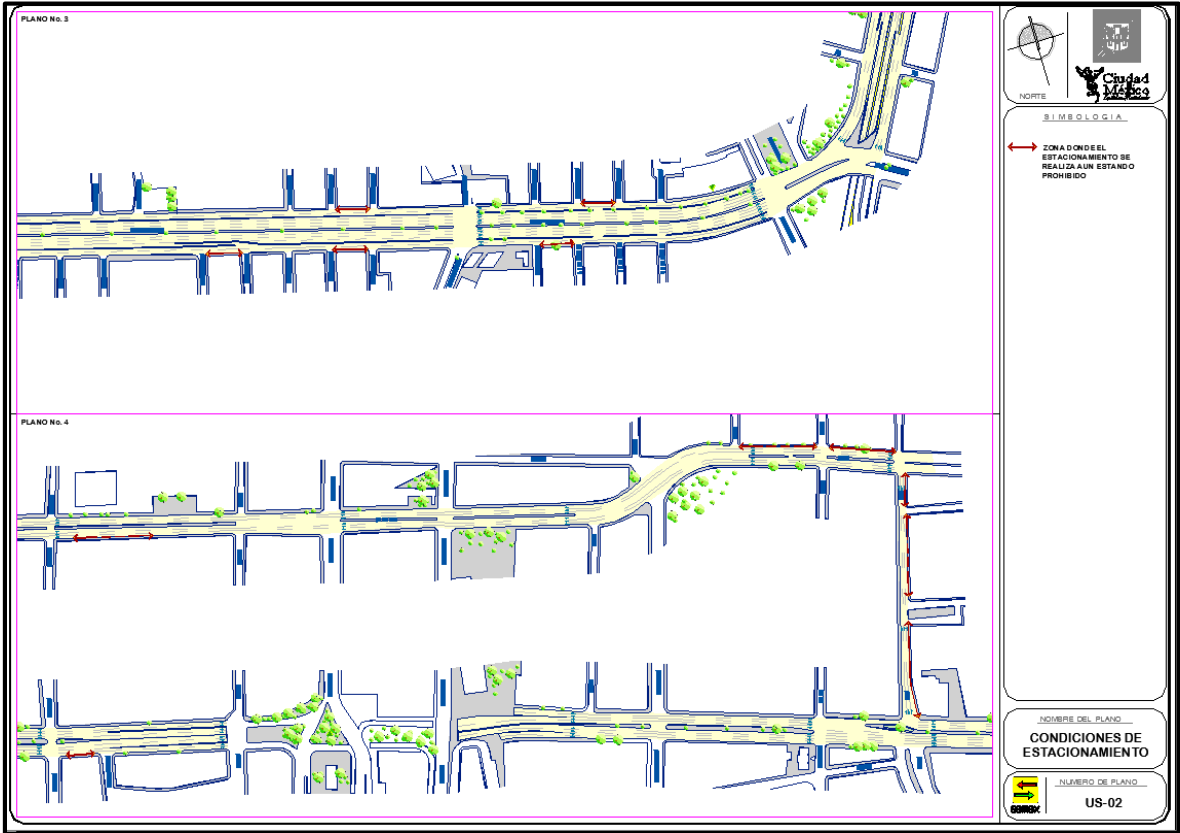 PLANO No. 3
NORTE
Ciudad
México
SIMBOLOGIA
ZONA DONDE EL
ESTACIONAMIENTO SE
REALIZA AUN ESTANDO
PROHIBIDO
PLANO No. 4
NOMBRE DEL PLANO
CONDICIONES DE
ESTACIONAMIENTO
NUMERO DE PLANO
US-02